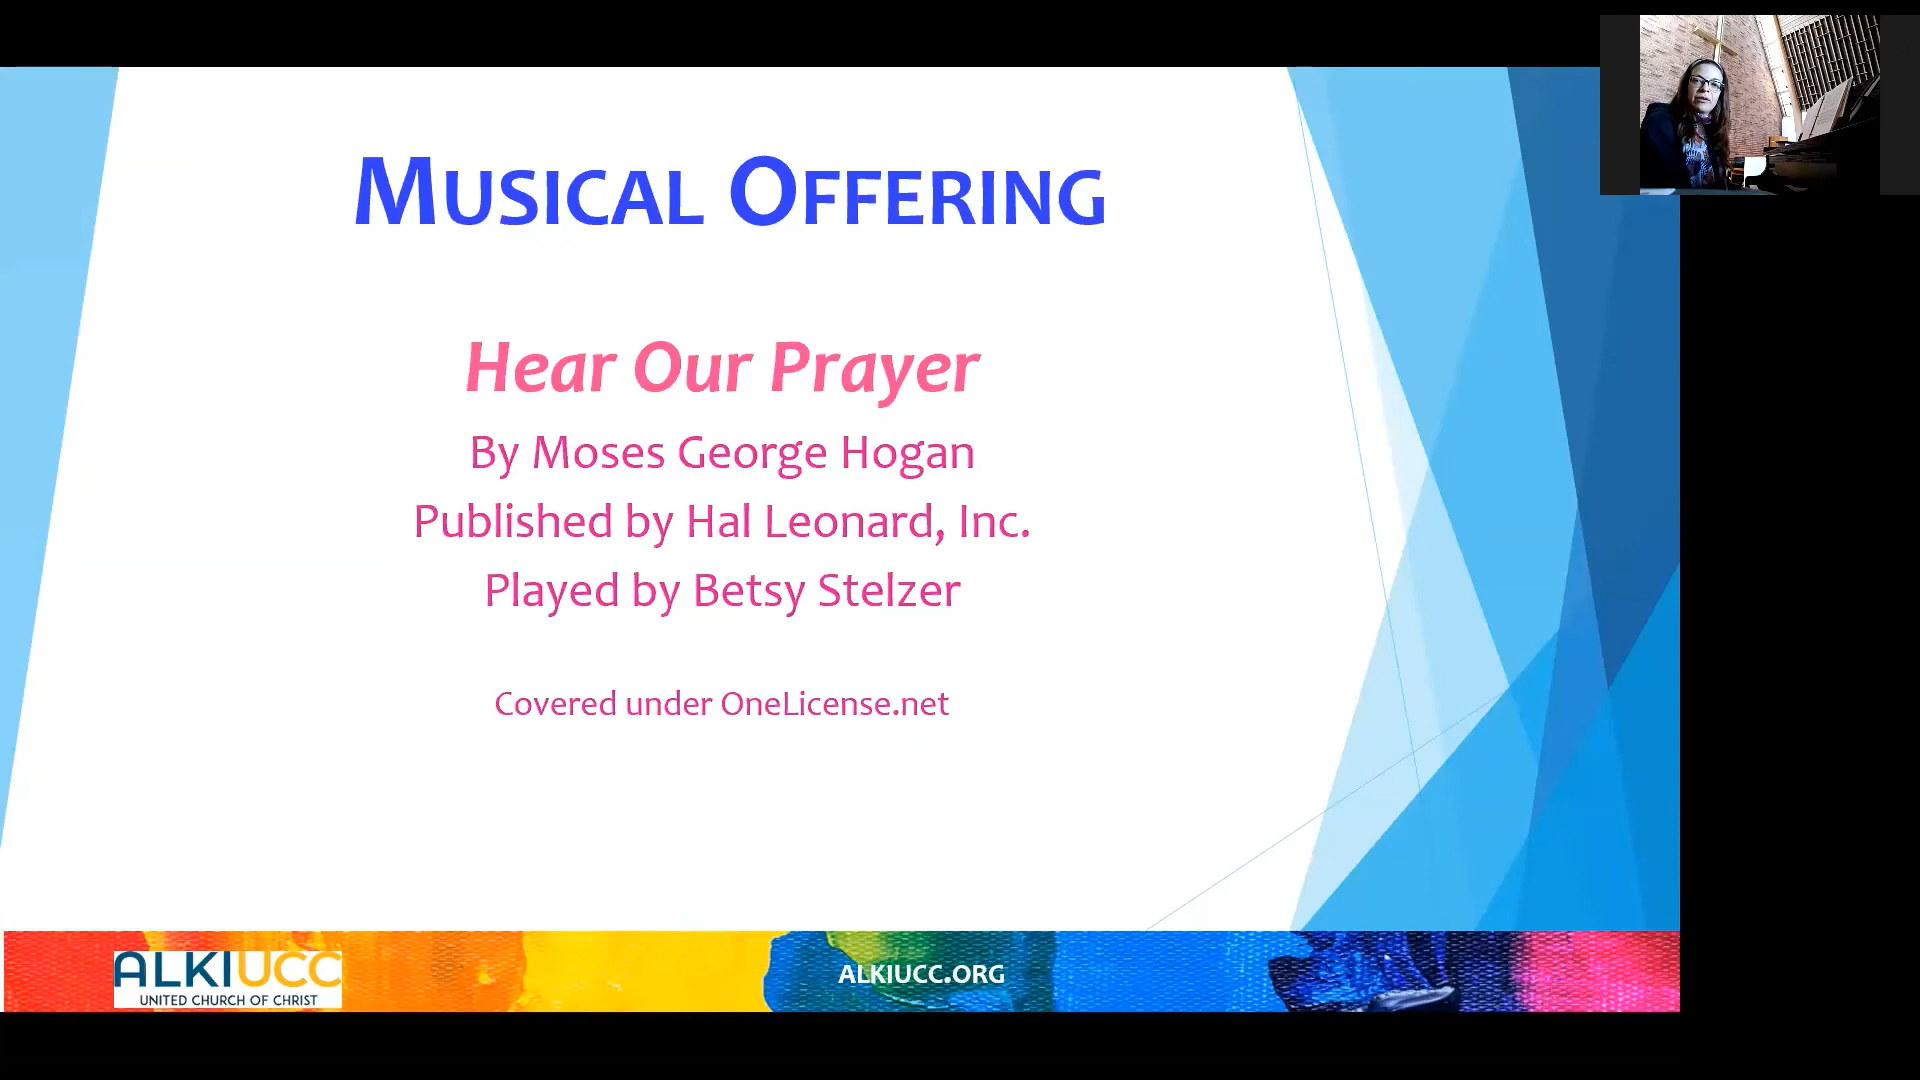 MUSICAL OFFERING
Hear Our Prayer
By Moses George Hogan
Published by Hal Leonard, Inc.
Played by Betsy Stelzer
Covered under OneLicense.net
ALKIUCC
UNITED CHURCH OF CHRIST
ALKIUCC.ORG